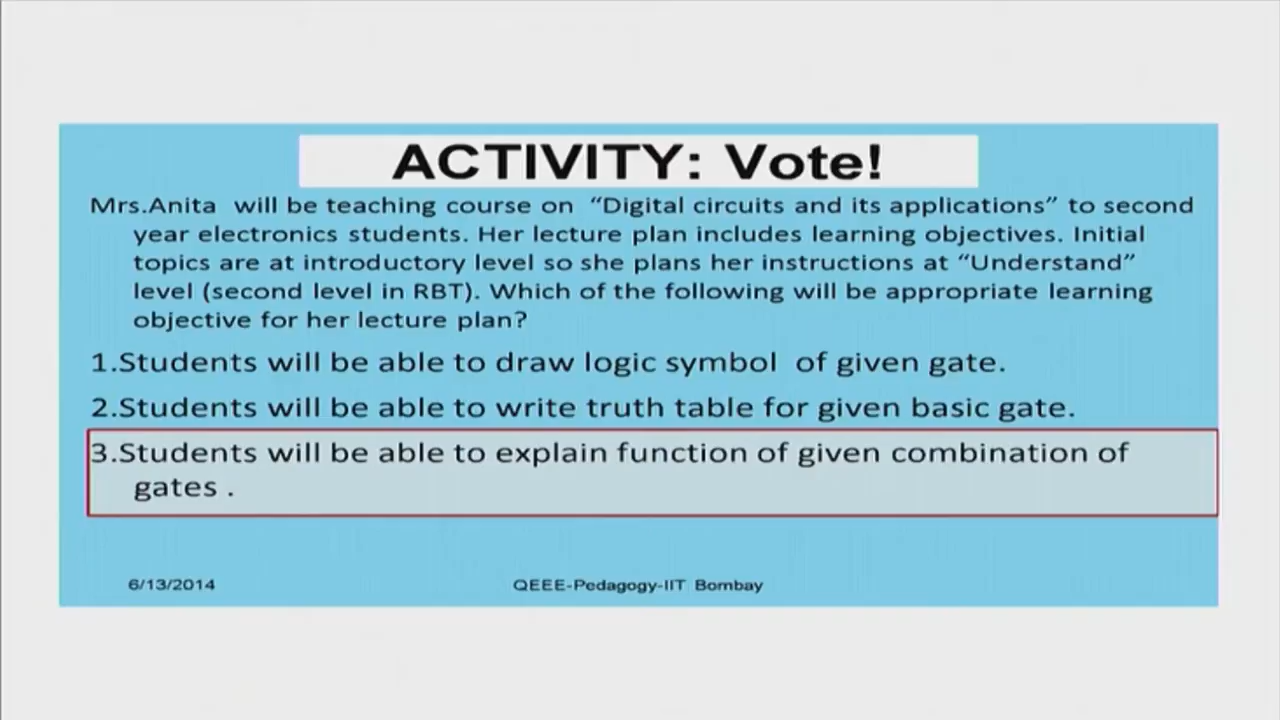 ACTIVITY: Vote!
Mrs.Anita will be teaching course on “Digital circuits and its applications” to second
year electronics students. Her lecture plan includes learning objectives. Initial
topics are at introductory level so she plans her instructions at “Understand”
level (second level in RBT). Which of the following will be appropriate learning
objective for her lecture plan?
1.Students will be able to draw logic symbol of given gate.
2.Students will be able to write truth table for given basic gate.
3.Students will be able to explain function of given combination of
gates .
6/13/2014 QEEE-Pedagogy-IIT Bombay